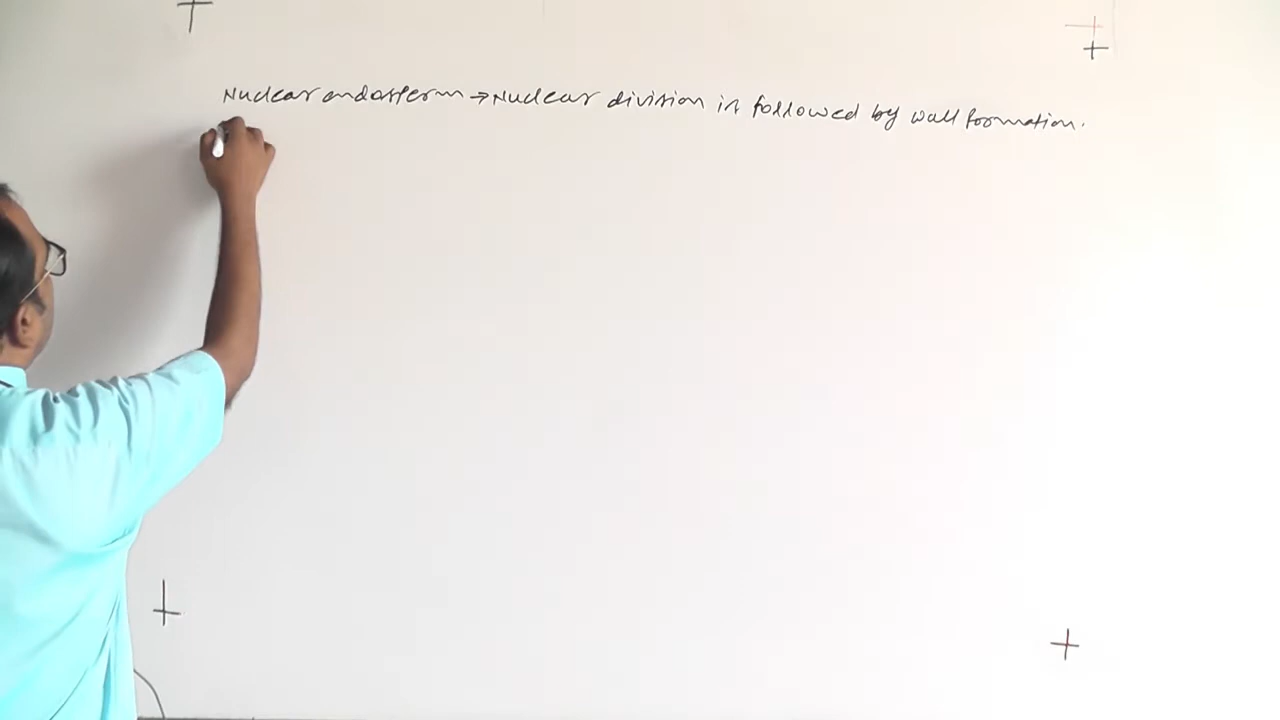 Nuclear endosperm → Nuclear division is followed by wall formation.